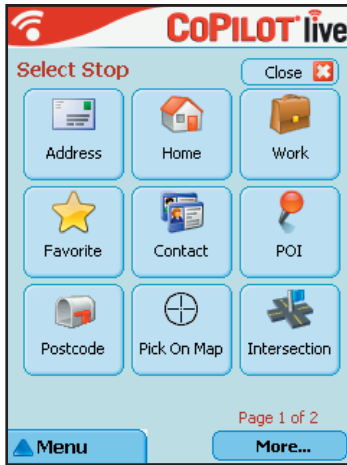 CoPilot live
Select Stop
Close
Address Home Work
Favorite Contact POI
Postcode Pick On Map Intersection
Page 1 of 2
Menu More...